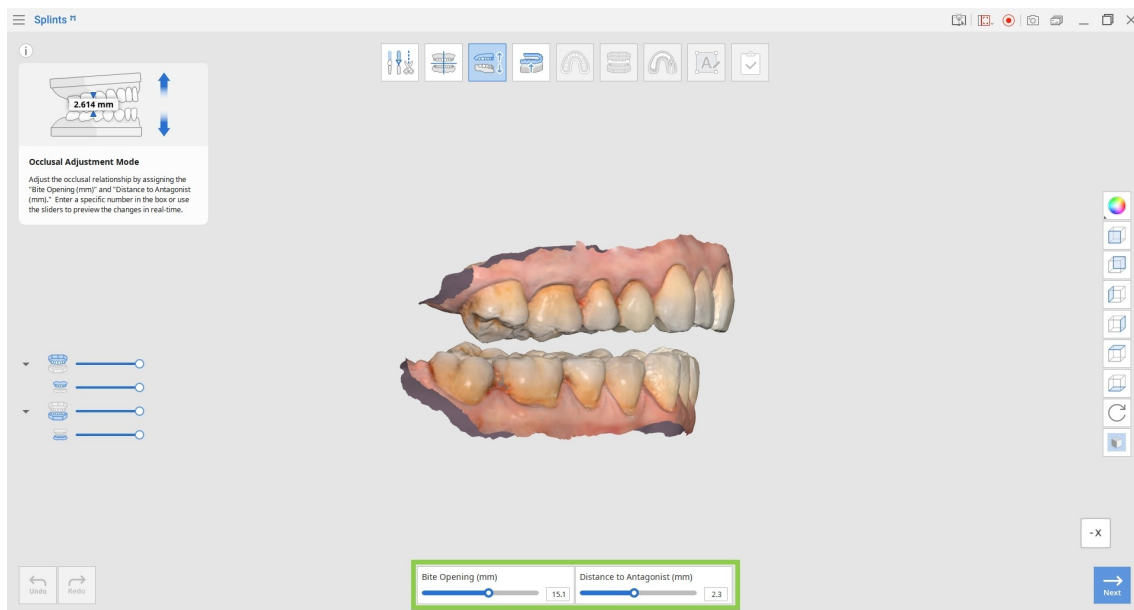 Splints
2.614 mm
Occlusal Adjustment Mode
Adjust the occlusal relationship by assigning the
"Bite Opening (mm)" and "Distance to Antagonist
(mm)." Enter a specific number in the box or use
the sliders to preview the changes in real-time.
A
- X
Undo
Redo
Bite Opening (mm)
15.1
Distance to Antagonist (mm)
2.3
Next